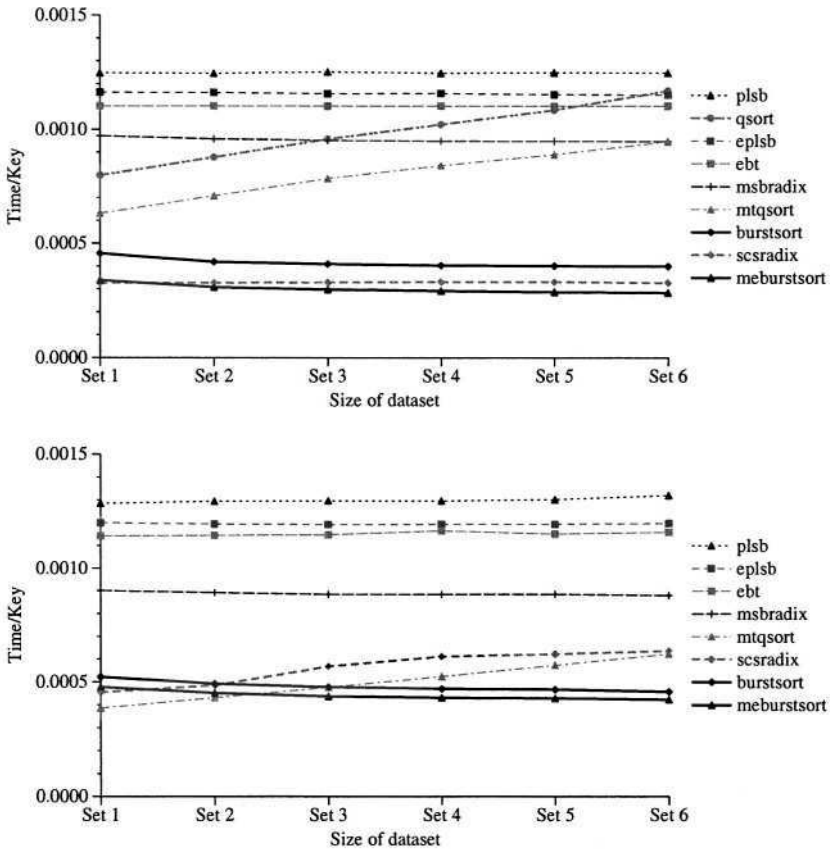 0.0015
0.0010
0.0005
0.0000
Time/Key
Set 1 Set 2 Set 3 Set 4 Set 5 Set 6
Size of dataset
plsb
qsort
eplsb
ebt
msbradix
mtqsort
burstsort
scsradix
meburstsort
0.0015
0.0010
0.0005
0.0000
Time/Key
Set 1 Set 2 Set 3 Set 4 Set 5 Set 6
Size of dataset
plsb
eplsb
ebt
msbradix
mtqsort
scsradix
burstsort
meburstsort